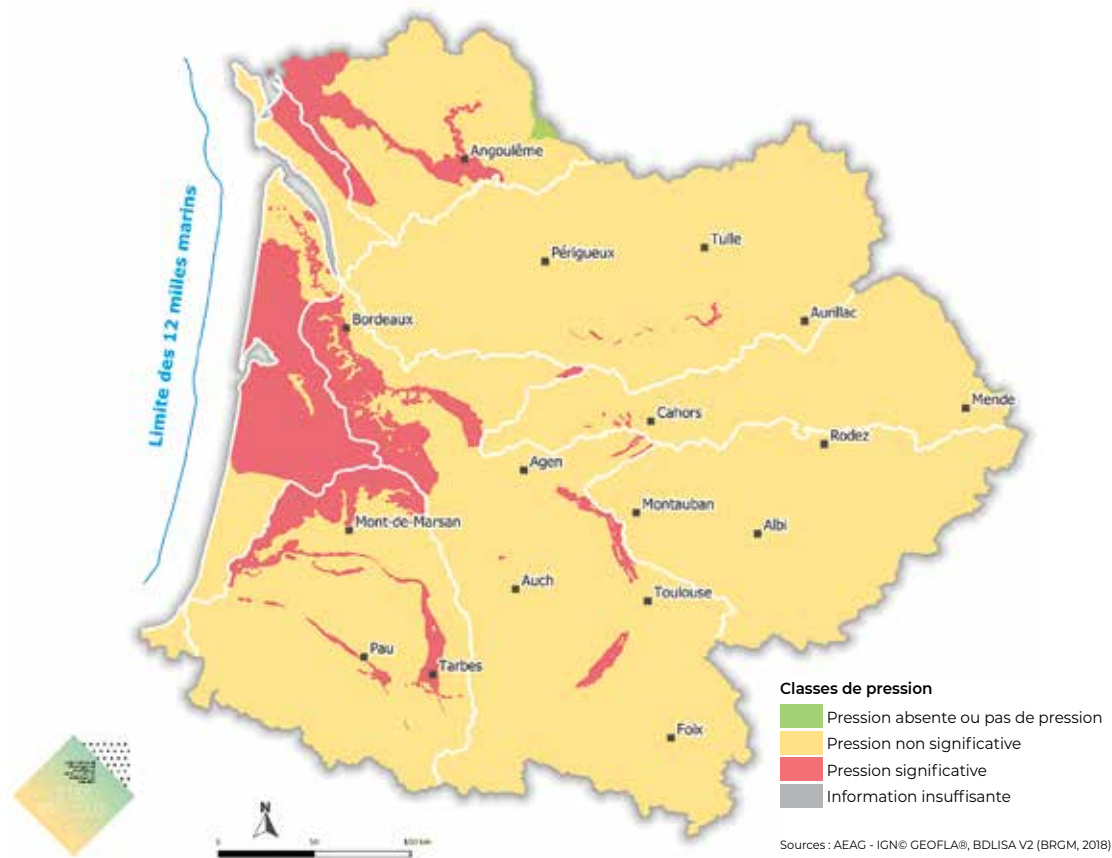 Limite des 12 milles marins
Angoulême
Périgueux
Tulle
Bordeaux
Aurillac
Mende
Cahors
Rodez
Agen
Montauban
Mont-de-Marsan
Albi
Auch
Toulouse
Pau
Tarbes
Foix
Classes de pression
Pression absente ou pas de pression
Pression non significative
Pression significative
Information insuffisante
N
0 50 100 km
Sources : AEAG - IGN© GEOFLA®, BDLISA V2 (BRGM, 2018)